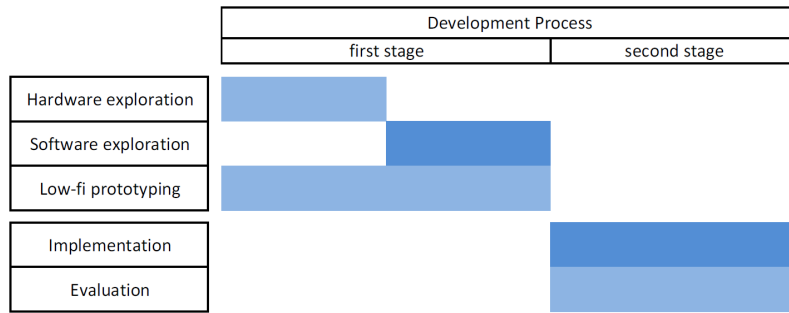 Development Process
first stage
second stage
Hardware exploration
Software exploration
Low-fi prototyping
Implementation
Evaluation